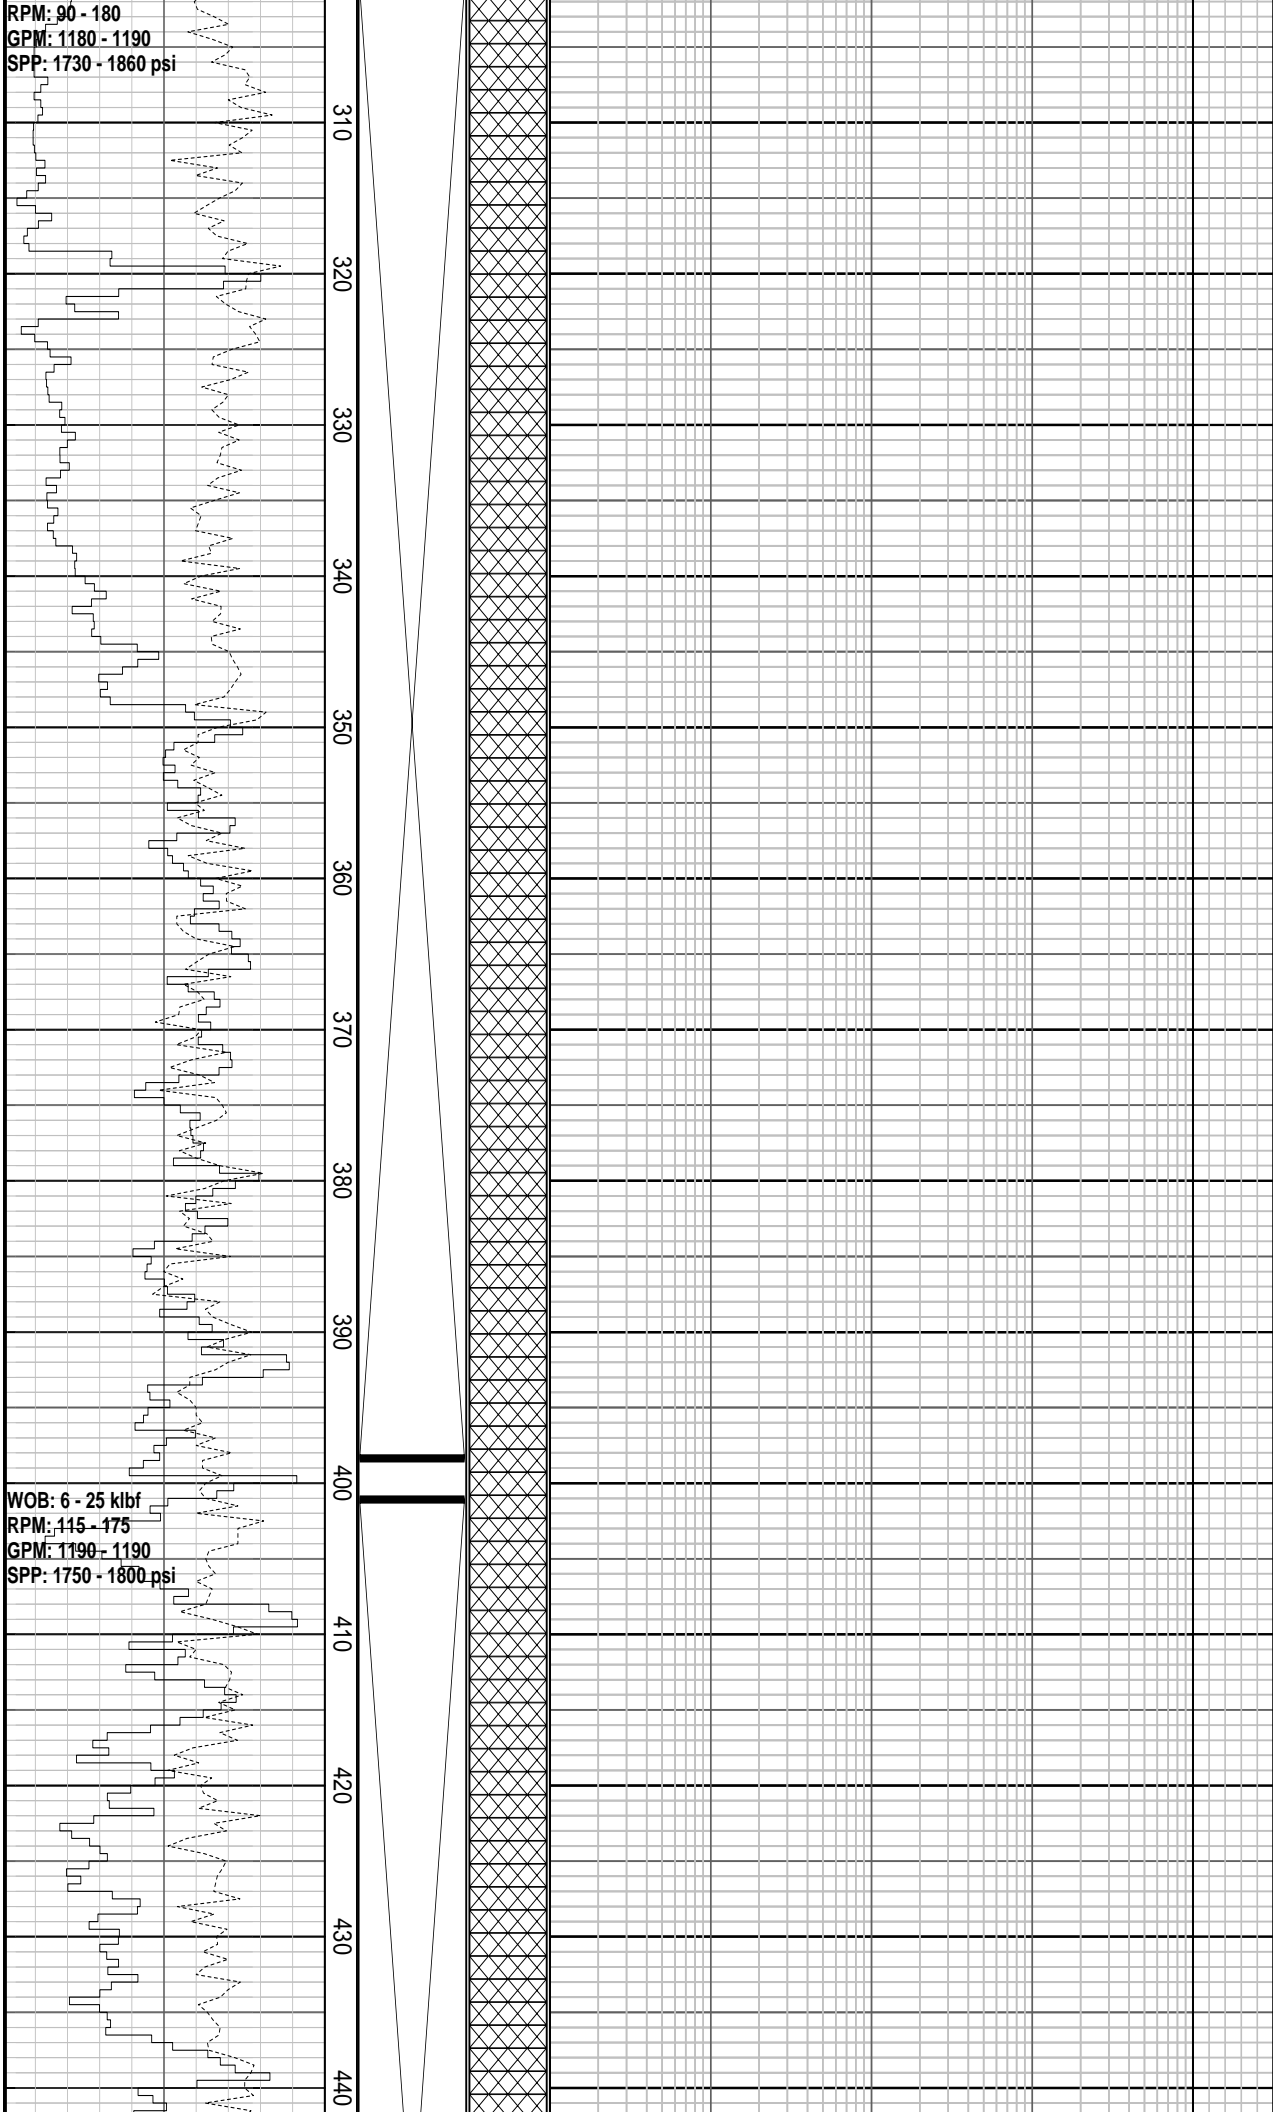 RPM: 90 - 180
GPM: 1180 - 1190
SPP: 1730 - 1860 psi
310
320
330
340
350
360
370
380
390
400
WOB: 6 - 25 klbf
RPM: 115 - 175
GPM: 1190 - 1190
SPP: 1750 - 1800 psi
410
420
430
440